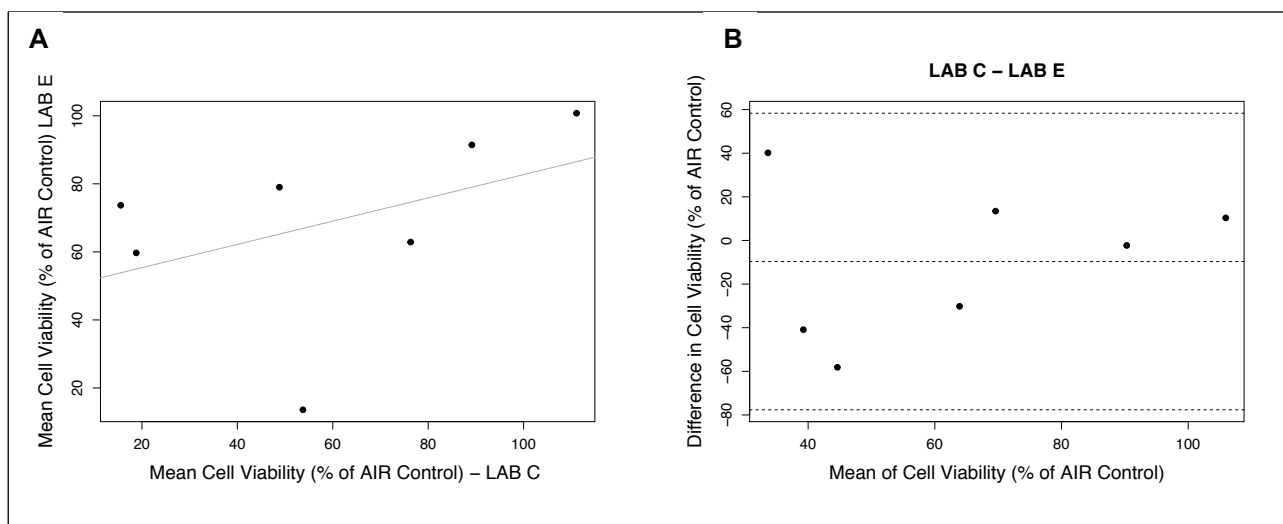 A
Mean Cell Viability (% of AIR Control) LAB E
100
80
60
40
20
20 40 60 80 100
Mean Cell Viability (% of AIR Control) – LAB C
B
LAB C – LAB E
Difference in Cell Viability (% of AIR Control)
60
40
20
0
−20
−40
−60
−80
40 60 80 100
Mean of Cell Viability (% of AIR Control)